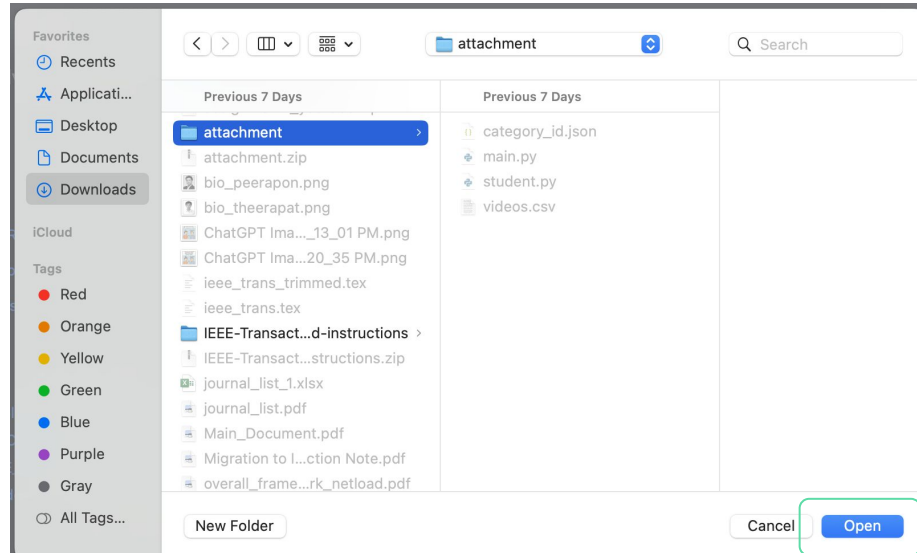 Favorites
Recents
Applicati...
Desktop
Documents
Downloads
iCloud
Tags
Red
Orange
Yellow
Green
Blue
Purple
Gray
All Tags...
attachment
Search
Previous 7 Days
attachment
attachment.zip
bio_peerapon.png
bio_theerapat.png
ChatGPT Ima..._13_01 PM.png
ChatGPT Ima...20_35 PM.png
ieee_trans_trimmed.tex
ieee_trans.tex
IEEE-Transact...d-instructions
IEEE-Transact...structions.zip
journal_list_1.xlsx
journal_list.pdf
Main_Document.pdf
Migration to I...ction Note.pdf
overall_frame...rk_netload.pdf
Previous 7 Days
category_id.json
main.py
student.py
videos.csv
New Folder
Cancel
Open